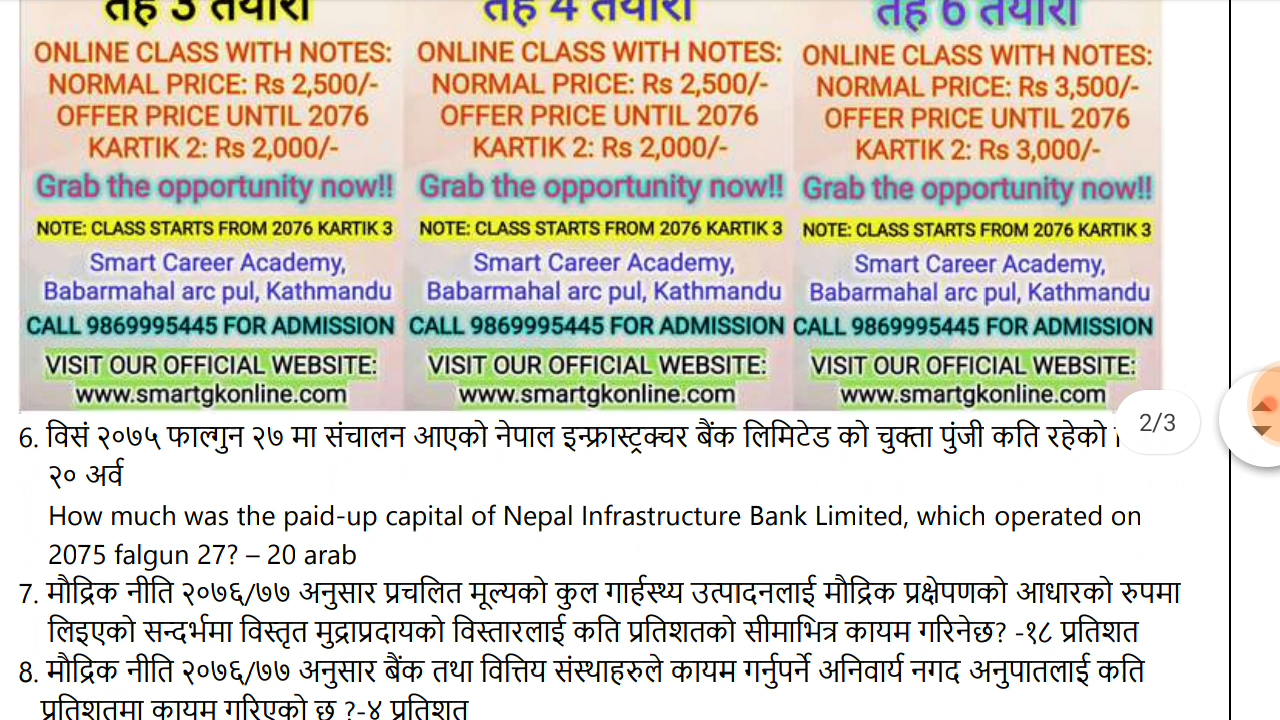 तह 3 तयारी तह 4 तयारी तह 6 तयारी
ONLINE CLASS WITH NOTES: ONLINE CLASS WITH NOTES: ONLINE CLASS WITH NOTES:
NORMAL PRICE: Rs 2,500/- NORMAL PRICE: Rs 2,500/- NORMAL PRICE: Rs 3,500/-
OFFER PRICE UNTIL 2076 OFFER PRICE UNTIL 2076 OFFER PRICE UNTIL 2076
KARTIK 2: Rs 2,000/- KARTIK 2: Rs 2,000/- KARTIK 2: Rs 3,000/-
Grab the opportunity now!! Grab the opportunity now!! Grab the opportunity now!!
NOTE: CLASS STARTS FROM 2076 KARTIK 3 NOTE: CLASS STARTS FROM 2076 KARTIK 3 NOTE: CLASS STARTS FROM 2076 KARTIK 3
Smart Career Academy, Smart Career Academy, Smart Career Academy,
Babarmahal arc pul, Kathmandu Babarmahal arc pul, Kathmandu Babarmahal arc pul, Kathmandu
CALL 9869995445 FOR ADMISSION CALL 9869995445 FOR ADMISSION CALL 9869995445 FOR ADMISSION
VISIT OUR OFFICIAL WEBSITE: VISIT OUR OFFICIAL WEBSITE: VISIT OUR OFFICIAL WEBSITE:
www.smartgkonline.com www.smartgkonline.com www.smartgkonline.com
6. विसं २०७५ फाल्गुन २७ मा संचालन आएको नेपाल इन्फ्रास्ट्रक्चर बैंक लिमिटेड को चुक्ता पुंजी कति रहेको
2/3
२० अर्व
How much was the paid-up capital of Nepal Infrastructure Bank Limited, which operated on
2075 falgun 27? – 20 arab
7. मौद्रिक नीति २०७६/७७ अनुसार प्रचलित मूल्यको कुल गार्हस्थ्य उत्पादनलाई मौद्रिक प्रक्षेपणको आधारको रुपमा
लिइएको सन्दर्भमा विस्तृत मुद्राप्रदायको विस्तारलाई कति प्रतिशतको सीमाभित्र कायम गरिनेछ? -१८ प्रतिशत
8. मौद्रिक नीति २०७६/७७ अनुसार बैंक तथा वित्तिय संस्थाहरुले कायम गर्नुपर्ने अनिवार्य नगद अनुपातलाई कति
प्रतिशतमा कायम गरिएको छ ?-४ प्रतिशत